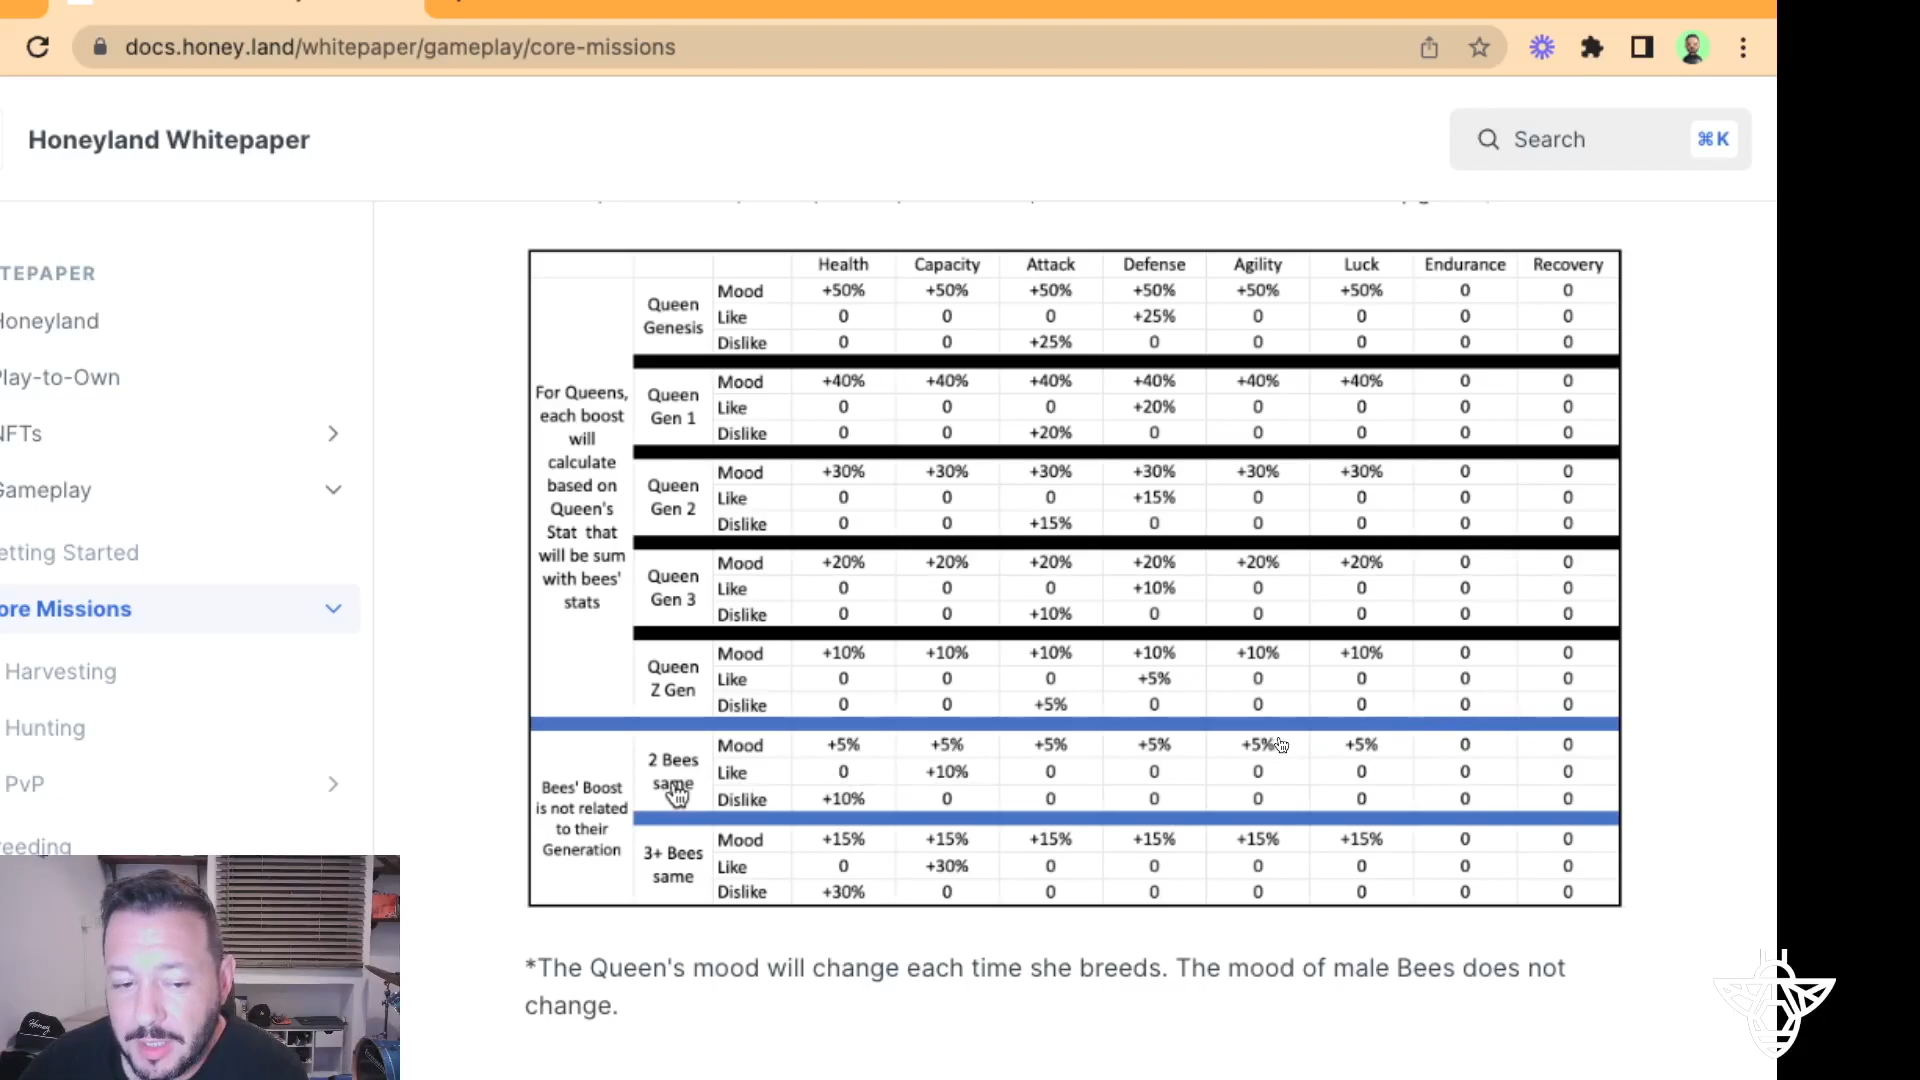 docs.honey.land/whitepaper/gameplay/core-missions
Honeyland Whitepaper
Search
⌘K
TEPAPER
Honeyland
Play-to-Own
NFTs
Gameplay
etting Started
ore Missions
Harvesting
Hunting
PvP
reeding
Health Capacity Attack Defense Agility Luck Endurance Recovery
For Queens,
each boost
will
calculate
based on
Queen's
Stat that
will be sum
with bees'
stats
Queen
Genesis
Mood +50% +50% +50% +50% +50% +50% 0 0
Like 0 0 0 +25% 0 0 0 0
Dislike 0 0 +25% 0 0 0 0 0
Queen
Gen 1
Mood +40% +40% +40% +40% +40% +40% 0 0
Like 0 0 0 +20% 0 0 0 0
Dislike 0 0 +20% 0 0 0 0 0
Queen
Gen 2
Mood +30% +30% +30% +30% +30% +30% 0 0
Like 0 0 0 +15% 0 0 0 0
Dislike 0 0 +15% 0 0 0 0 0
Queen
Gen 3
Mood +20% +20% +20% +20% +20% +20% 0 0
Like 0 0 0 +10% 0 0 0 0
Dislike 0 0 +10% 0 0 0 0 0
Queen
Z Gen
Mood +10% +10% +10% +10% +10% +10% 0 0
Like 0 0 0 +5% 0 0 0 0
Dislike 0 0 +5% 0 0 0 0 0
Bees' Boost
is not related
to their
Generation
2 Bees
same
Mood +5% +5% +5% +5% +5% +5% 0 0
Like 0 +10% 0 0 0 0 0 0
Dislike +10% 0 0 0 0 0 0 0
3+ Bees
same
Mood +15% +15% +15% +15% +15% +15% 0 0
Like 0 +30% 0 0 0 0 0 0
Dislike +30% 0 0 0 0 0 0 0
*The Queen's mood will change each time she breeds. The mood of male Bees does not
change.